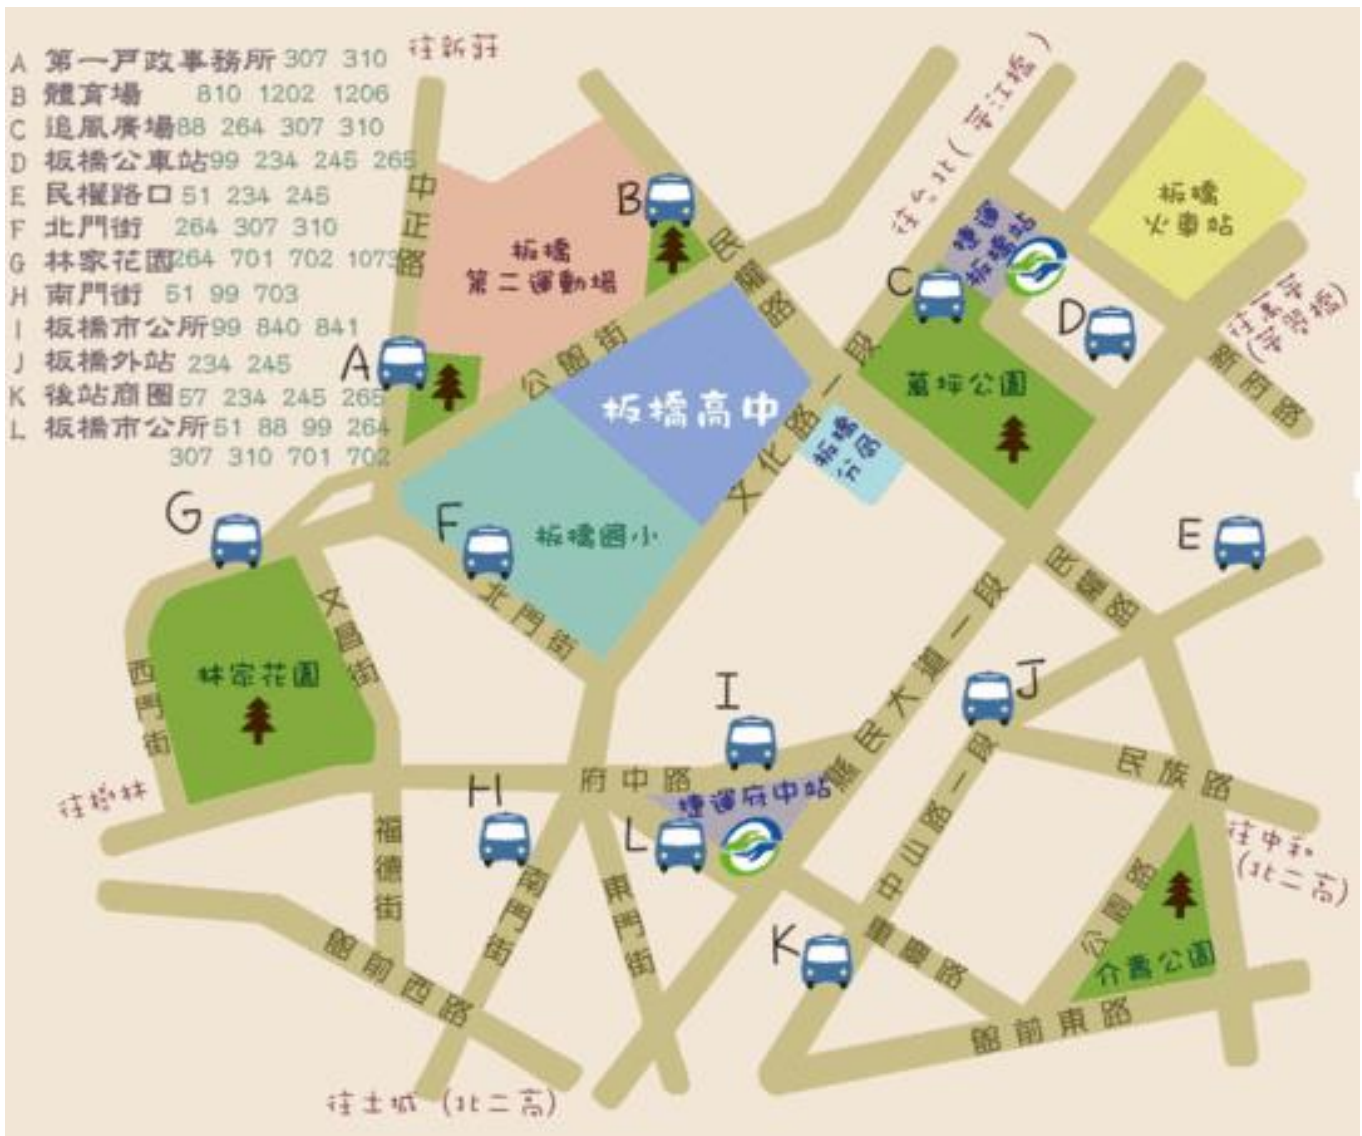 A 第一戶政事務所 307 310
B 體育場 810 1202 1206
C 追風廣場 88 264 307 310
D 板橋公車站 99 234 245 265
E 民權路口 51 234 245
F 北門街 264 307 310
G 林家花園 264 701 702 1073
H 南門街 51 99 703
I 板橋市公所 99 840 841
J 板橋外站 234 245
K 後站商圈 57 234 245 265
L 板橋市公所 51 88 99 264
307 310 701 702
往新莊
中正路
板橋
第二運動場
B
民權路
往台北(華江橋)
捷運
板橋站
板橋
火車站
C
D
往萬華
(華翠橋)
新府路
A
公館街
板橋高中
文化路一段
板橋
分局
萬坪公園
G
F
板橋國小
北門街
E
民權路
文昌街
西門街
林家花園
I
J
縣民大道一段
民族路
往樹林
H
府中路
捷運府中站
L
福德街
南門街
東門街
中山路一段
往中和
(北二高)
公園路
K
重慶路
介壽公園
館前西路
館前東路
往土城 (北二高)